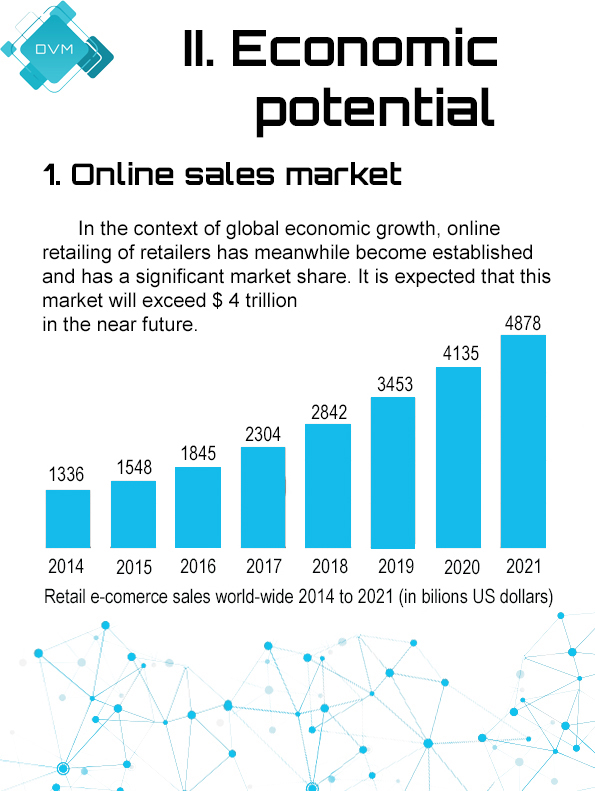 DVM
II. Economic
potential
1. Online sales market
In the context of global economic growth, online
retailing of retailers has meanwhile become established
and has a significant market share. It is expected that this
market will exceed $ 4 trillion
in the near future.
1336
1548
1845
2304
2842
3453
4135
4878
2014
2015
2016
2017
2018
2019
2020
2021
Retail e-comerce sales world-wide 2014 to 2021 (in bilions US dollars)